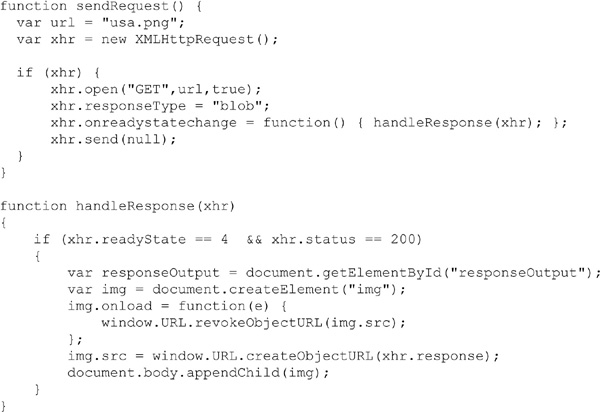 function sendRequest() {
  var url = "usa.png";
  var xhr = new XMLHttpRequest();

  if (xhr) {
      xhr.open("GET",url,true);
      xhr.responseType = "blob";
      xhr.onreadystatechange = function() { handleResponse(xhr); };
      xhr.send(null);
  }
}

function handleResponse(xhr)
{
    if (xhr.readyState == 4  && xhr.status == 200)
    {
        var responseOutput = document.getElementById("responseOutput");
        var img = document.createElement("img");
        img.onload = function(e) {
            window.URL.revokeObjectURL(img.src);
        };
        img.src = window.URL.createObjectURL(xhr.response);
        document.body.appendChild(img);
    }
}